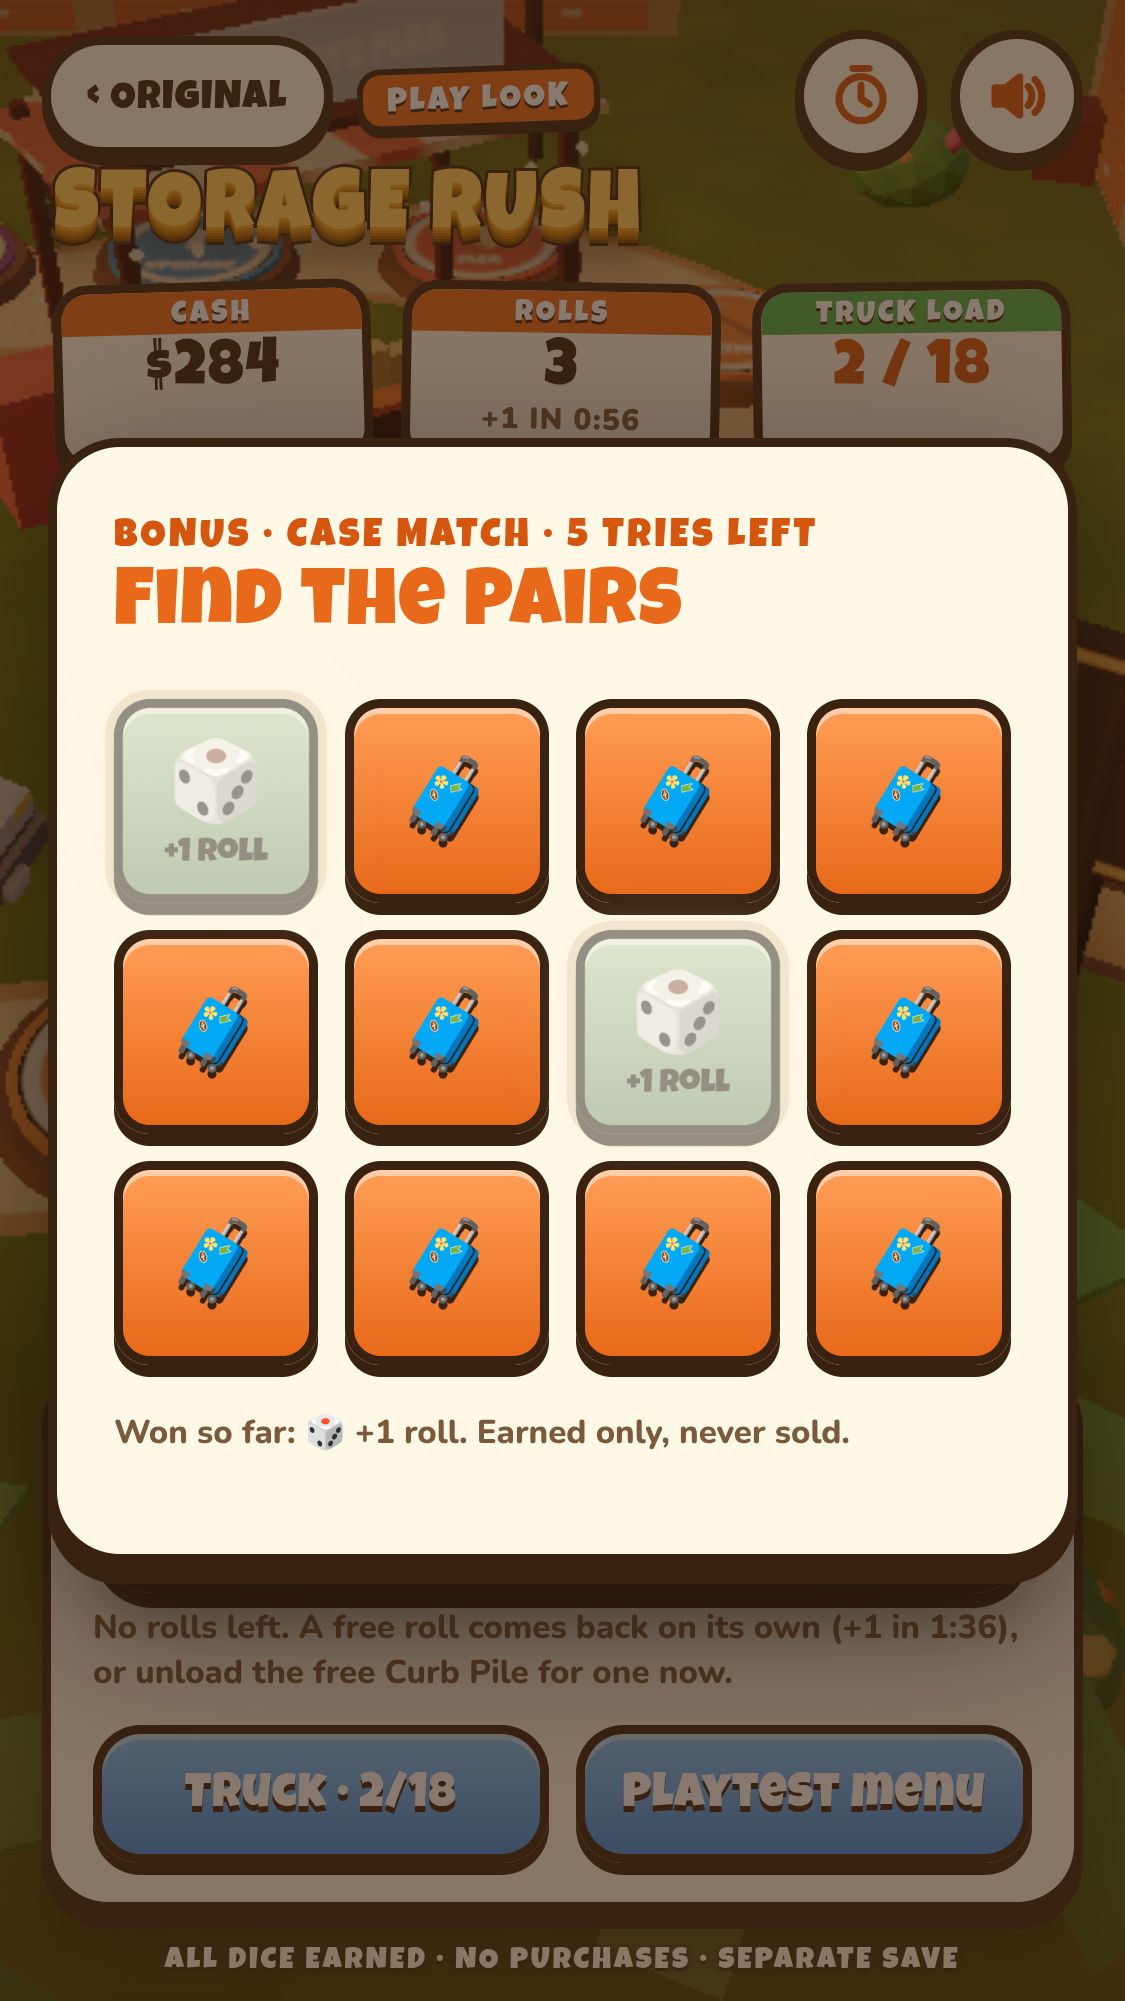 ‹ ORIGINAL
PLAY LOOK
STORAGE RUSH
CASH
$284
ROLLS
3
+1 IN 0:56
TRUCK LOAD
2 / 18
BONUS · CASE MATCH · 5 TRIES LEFT
FIND THE PAIRS
+1 ROLL
+1 ROLL
Won so far: 🎲 +1 roll. Earned only, never sold.
No rolls left. A free roll comes back on its own (+1 in 1:36),
or unload the free Curb Pile for one now.
TRUCK · 2/18
PLAYTEST MENU
ALL DICE EARNED · NO PURCHASES · SEPARATE SAVE